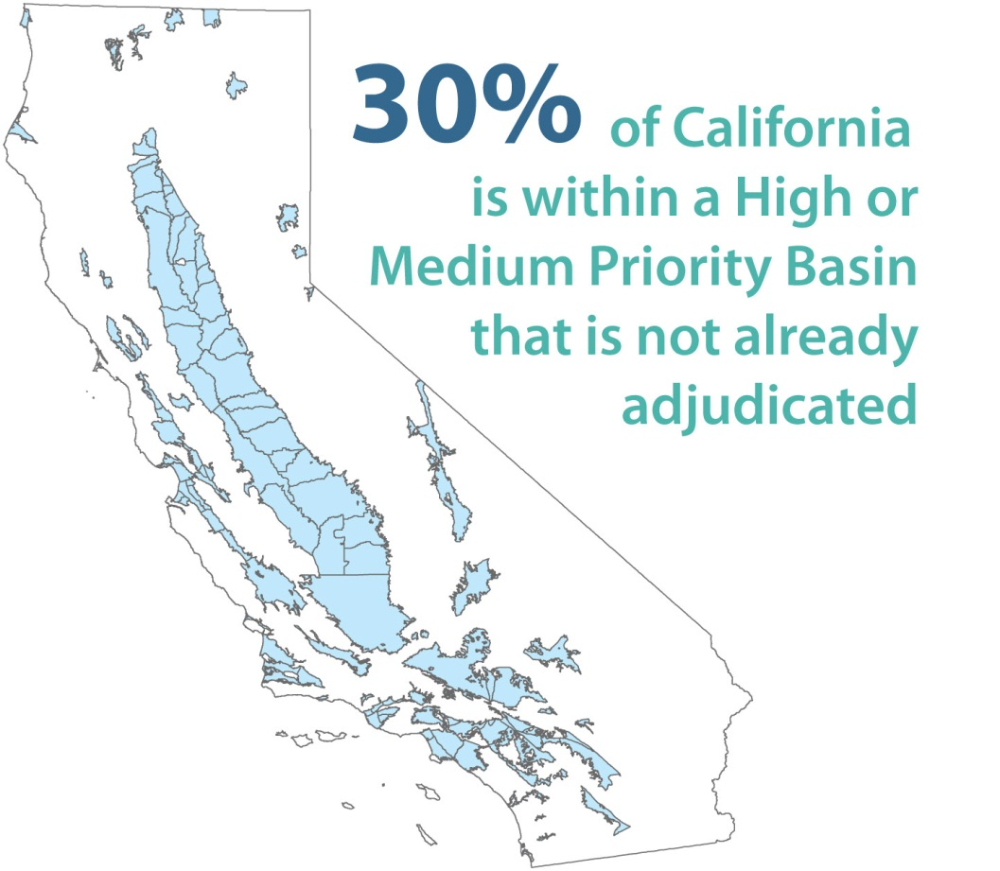 30% of California
is within a High or
Medium Priority Basin
that is not already
adjudicated